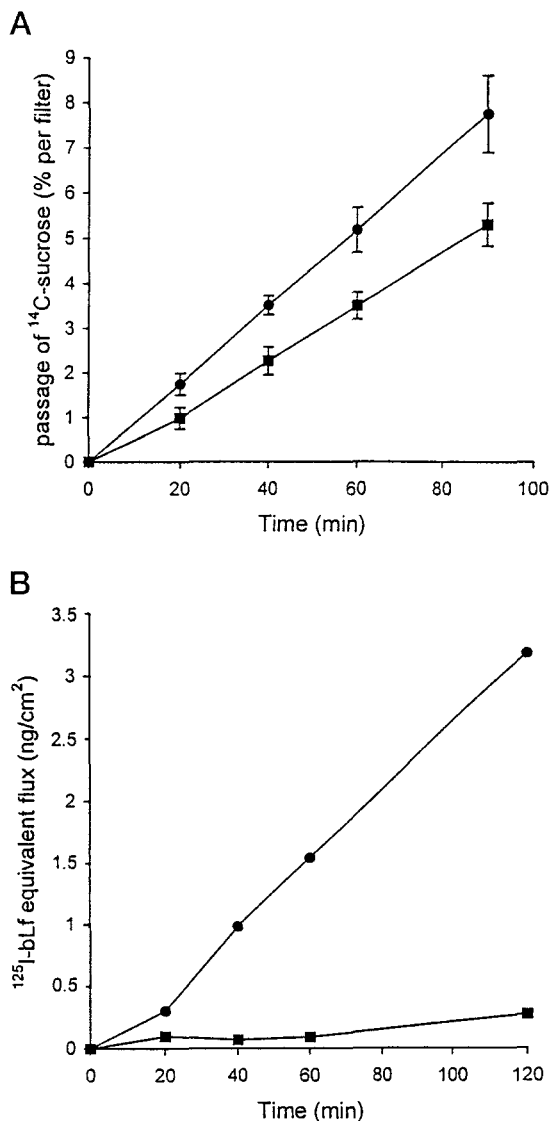 A
passage of ¹⁴C-sucrose (% per filter)
9
8
7
6
5
4
3
2
1
0
0 20 40 60 80 100
Time (min)
B
¹²⁵I-bLf equivalent flux (ng/cm²)
3.5
3
2.5
2
1.5
1
0.5
0
0 20 40 60 80 100 120
Time (min)